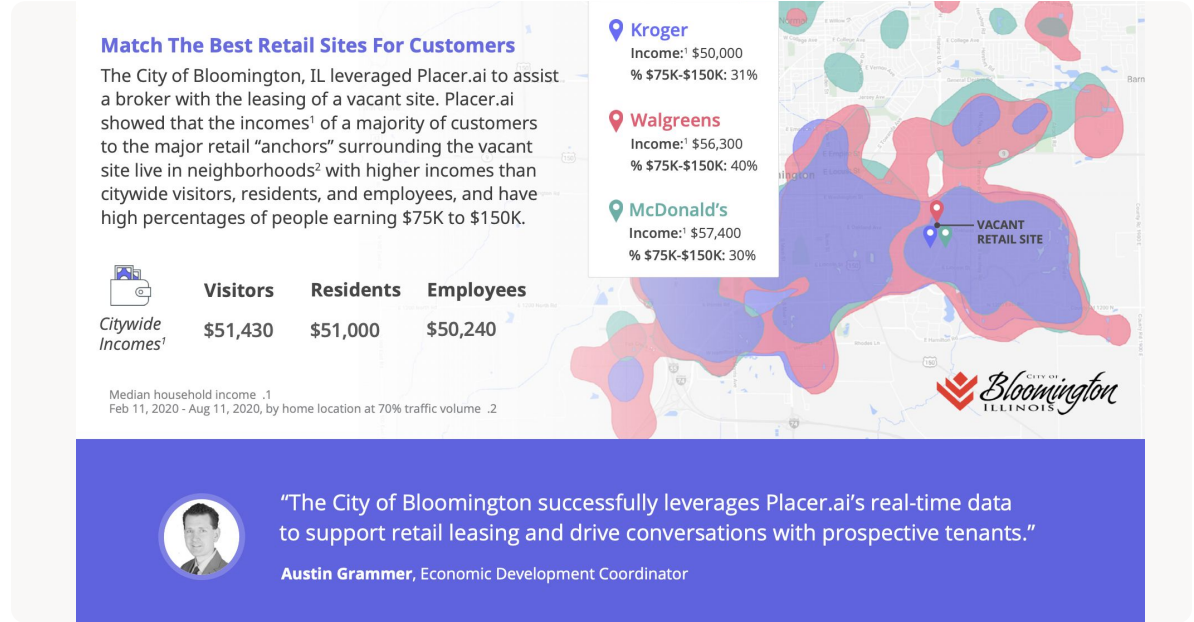 Match The Best Retail Sites For Customers
The City of Bloomington, IL leveraged Placer.ai to assist
a broker with the leasing of a vacant site. Placer.ai
showed that the incomes¹ of a majority of customers
to the major retail “anchors” surrounding the vacant
site live in neighborhoods² with higher incomes than
citywide visitors, residents, and employees, and have
high percentages of people earning $75K to $150K.
Citywide
Incomes¹
Visitors
$51,430
Residents
$51,000
Employees
$50,240
Median household income .1
Feb 11, 2020 - Aug 11, 2020, by home location at 70% traffic volume .2
Kroger
Income:¹ $50,000
% $75K-$150K: 31%
Walgreens
Income:¹ $56,300
% $75K-$150K: 40%
McDonald’s
Income:¹ $57,400
% $75K-$150K: 30%
Normal
Barn
VACANT
RETAIL SITE
CITY OF
Bloomington
ILLINOIS
“The City of Bloomington successfully leverages Placer.ai’s real-time data
to support retail leasing and drive conversations with prospective tenants.”
Austin Grammer, Economic Development Coordinator